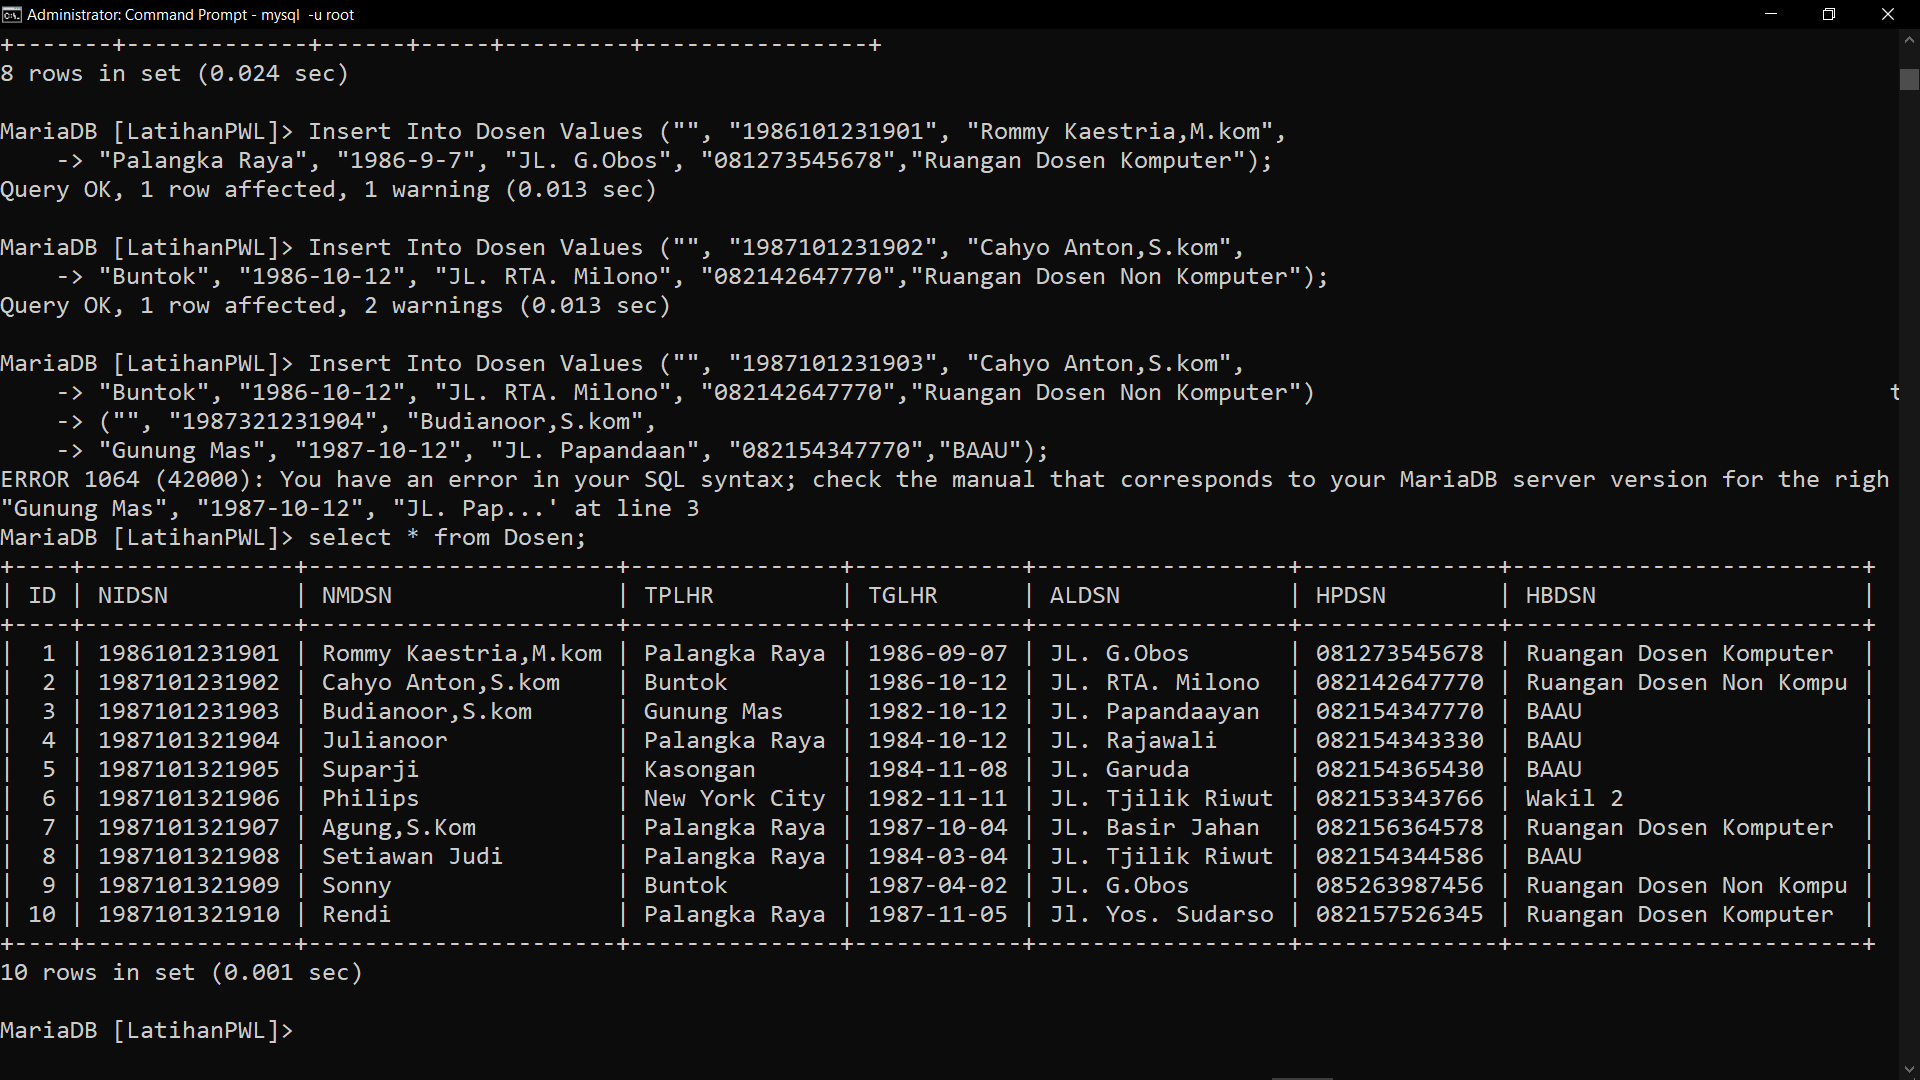 Administrator: Command Prompt - mysql  -u root
+-------+-------------+------+-----+---------+----------------+
8 rows in set (0.024 sec)
MariaDB [LatihanPWL]> Insert Into Dosen Values ("", "1986101231901", "Rommy Kaestria,M.kom",
    -> "Palangka Raya", "1986-9-7", "JL. G.Obos", "081273545678","Ruangan Dosen Komputer");
Query OK, 1 row affected, 1 warning (0.013 sec)
MariaDB [LatihanPWL]> Insert Into Dosen Values ("", "1987101231902", "Cahyo Anton,S.kom",
    -> "Buntok", "1986-10-12", "JL. RTA. Milono", "082142647770","Ruangan Dosen Non Komputer");
Query OK, 1 row affected, 2 warnings (0.013 sec)
MariaDB [LatihanPWL]> Insert Into Dosen Values ("", "1987101231903", "Cahyo Anton,S.kom",
    -> "Buntok", "1986-10-12", "JL. RTA. Milono", "082142647770","Ruangan Dosen Non Komputer") t
    -> ("", "1987321231904", "Budianoor,S.kom",
    -> "Gunung Mas", "1987-10-12", "JL. Papandaan", "082154347770","BAAU");
ERROR 1064 (42000): You have an error in your SQL syntax; check the manual that corresponds to your MariaDB server version for the righ
"Gunung Mas", "1987-10-12", "JL. Pap...' at line 3
MariaDB [LatihanPWL]> select * from Dosen;
+----+---------------+----------------------+---------------+------------+------------------+--------------+-------------------------+
| ID | NIDSN         | NMDSN                | TPLHR         | TGLHR      | ALDSN            | HPDSN        | HBDSN                   |
+----+---------------+----------------------+---------------+------------+------------------+--------------+-------------------------+
|  1 | 1986101231901 | Rommy Kaestria,M.kom | Palangka Raya | 1986-09-07 | JL. G.Obos       | 081273545678 | Ruangan Dosen Komputer  |
|  2 | 1987101231902 | Cahyo Anton,S.kom    | Buntok        | 1986-10-12 | JL. RTA. Milono  | 082142647770 | Ruangan Dosen Non Kompu |
|  3 | 1987101231903 | Budianoor,S.kom      | Gunung Mas    | 1982-10-12 | JL. Papandaayan  | 082154347770 | BAAU                    |
|  4 | 1987101321904 | Julianoor            | Palangka Raya | 1984-10-12 | JL. Rajawali     | 082154343330 | BAAU                    |
|  5 | 1987101321905 | Suparji              | Kasongan      | 1984-11-08 | JL. Garuda       | 082154365430 | BAAU                    |
|  6 | 1987101321906 | Philips              | New York City | 1982-11-11 | JL. Tjilik Riwut | 082153343766 | Wakil 2                 |
|  7 | 1987101321907 | Agung,S.Kom          | Palangka Raya | 1987-10-04 | JL. Basir Jahan  | 082156364578 | Ruangan Dosen Komputer  |
|  8 | 1987101321908 | Setiawan Judi        | Palangka Raya | 1984-03-04 | JL. Tjilik Riwut | 082154344586 | BAAU                    |
|  9 | 1987101321909 | Sonny                | Buntok        | 1987-04-02 | JL. G.Obos       | 085263987456 | Ruangan Dosen Non Kompu |
| 10 | 1987101321910 | Rendi                | Palangka Raya | 1987-11-05 | Jl. Yos. Sudarso | 082157526345 | Ruangan Dosen Komputer  |
+----+---------------+----------------------+---------------+------------+------------------+--------------+-------------------------+
10 rows in set (0.001 sec)
MariaDB [LatihanPWL]>